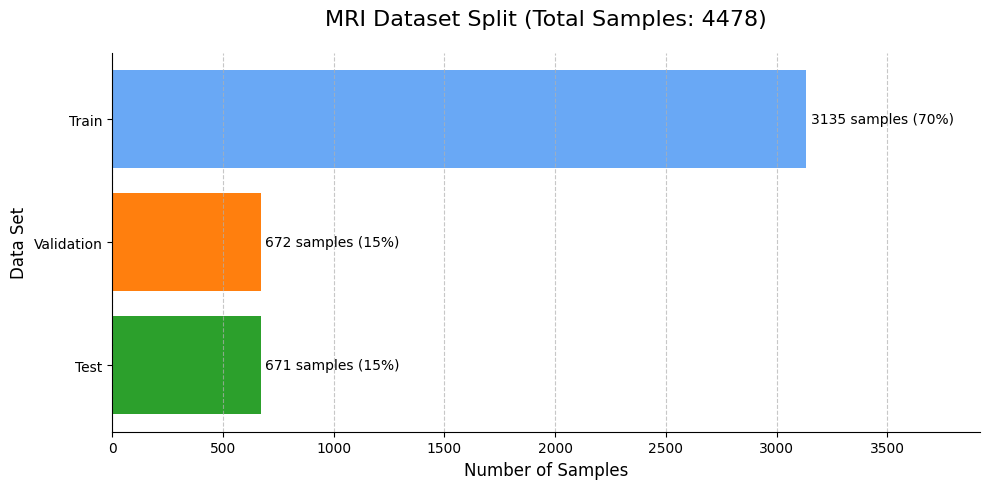 MRI Dataset Split (Total Samples: 4478)
Data Set
Train
3135 samples (70%)
Validation
672 samples (15%)
Test
671 samples (15%)
0 500 1000 1500 2000 2500 3000 3500
Number of Samples